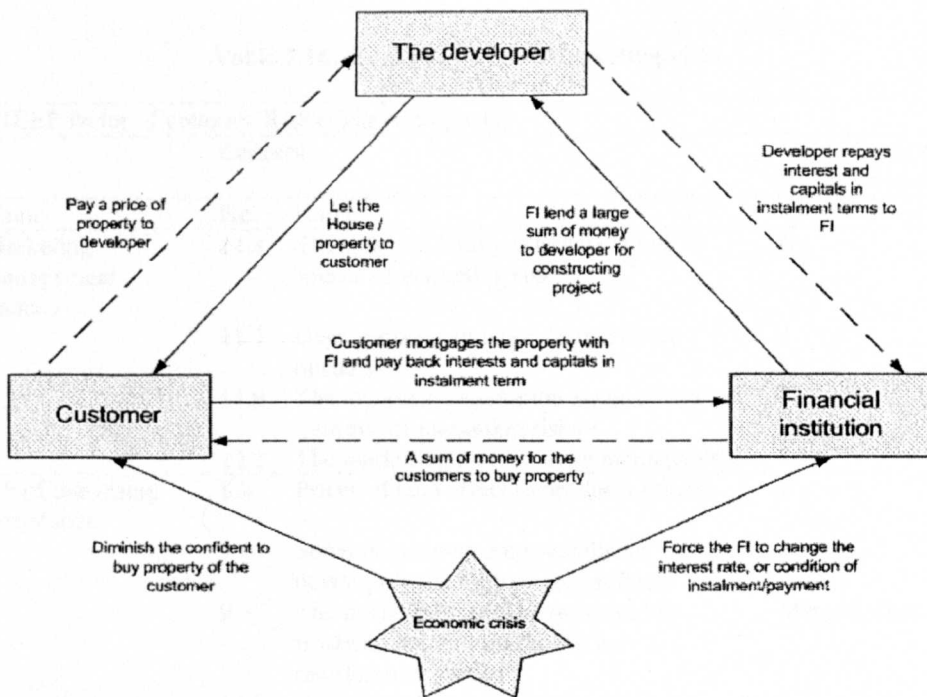 The developer
Developer repays
interest and
capitals in
instalment terms to
FI
Pay a price of
property to
developer
Let the
House /
property to
customer
FI lend a large
sum of money
to developer for
constructing
project
Customer mortgages the property with
FI and pay back interests and capitals in
instalment term
Customer
Financial
institution
A sum of money for the
customers to buy property
Diminish the confident to
buy property of the
customer
Force the FI to change the
interest rate, or condition of
instalment/payment
Economic crisis